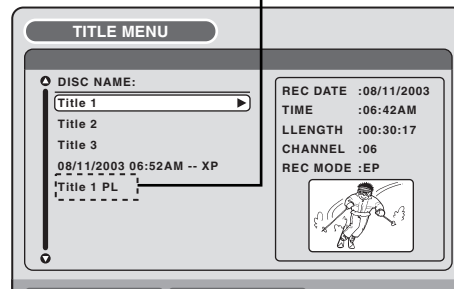 TITLE MENU
DISC NAME:
Title 1
Title 2
Title 3
08/11/2003 06:52AM -- XP
Title 1 PL
REC DATE :08/11/2003
TIME :06:42AM
LLENGTH :00:30:17
CHANNEL :06
REC MODE :EP